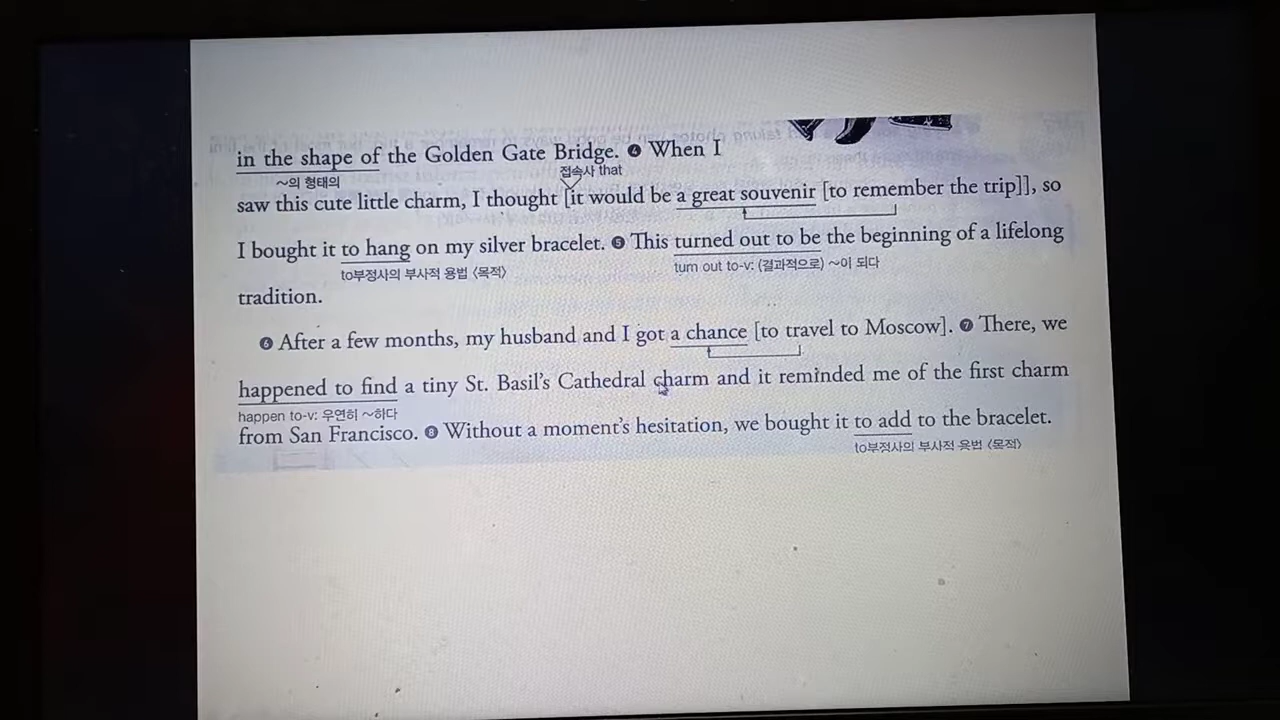 in the shape of the Golden Gate Bridge. ❹ When I
~의 형태의
접속사 that
saw this cute little charm, I thought [it would be a great souvenir [to remember the trip]], so
I bought it to hang on my silver bracelet. ❺ This turned out to be the beginning of a lifelong
to부정사의 부사적 용법 〈목적〉
turn out to-v: (결과적으로) ~이 되다
tradition.
❻ After a few months, my husband and I got a chance [to travel to Moscow]. ❼ There, we
happened to find a tiny St. Basil's Cathedral charm and it reminded me of the first charm
happen to-v: 우연히 ~하다
from San Francisco. ❽ Without a moment's hesitation, we bought it to add to the bracelet.
to부정사의 부사적 용법 〈목적〉